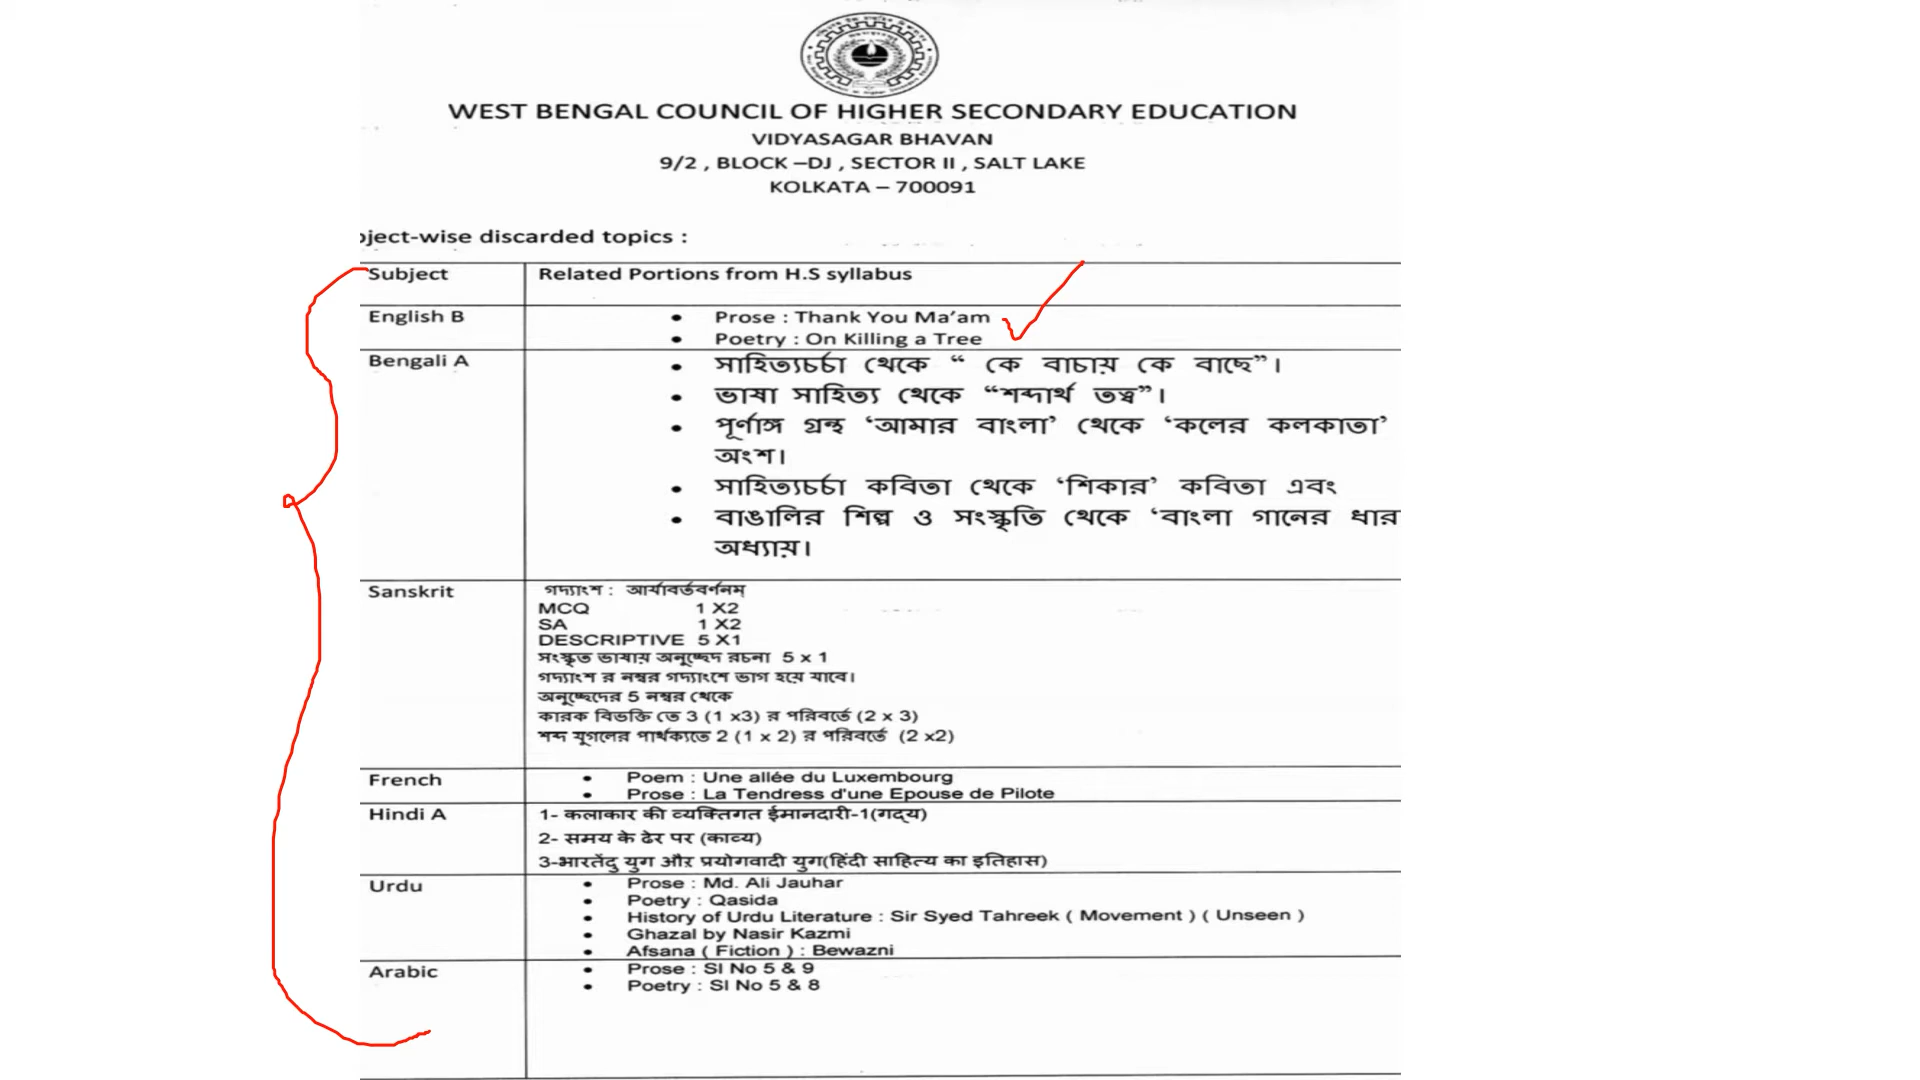 WEST BENGAL COUNCIL OF HIGHER SECONDARY EDUCATION
VIDYASAGAR BHAVAN
9/2 , BLOCK –DJ , SECTOR II , SALT LAKE
KOLKATA – 700091
ject-wise discarded topics :
Subject Related Portions from H.S syllabus
English B • Prose : Thank You Ma’am
• Poetry : On Killing a Tree
Bengali A • সাহিত্যচর্চা থেকে “ কে বাচায় কে বাছে”।
• ভাষা সাহিত্য থেকে “শব্দার্থ তত্ব”।
• পূর্ণাঙ্গ গ্রন্থ ‘আমার বাংলা’ থেকে ‘কলের কলকাতা’
অংশ।
• সাহিত্যচর্চা কবিতা থেকে ‘শিকার’ কবিতা এবং
• বাঙালির শিল্প ও সংস্কৃতি থেকে ‘বাংলা গানের ধার
অধ্যায়।
Sanskrit গদ্যাংশ : আর্যাবর্তবর্ণনম্
MCQ 1 X2
SA 1 X2
DESCRIPTIVE 5 X1
সংস্কৃত ভাষায় অনুচ্ছেদ রচনা 5 x 1
গদ্যাংশ র নম্বর গদ্যাংশে ভাগ হয়ে যাবে।
অনুচ্ছেদের 5 নম্বর থেকে
কারক বিভক্তি তে 3 (1 x3) র পরিবর্তে (2 x 3)
শব্দ যুগলের পার্থক্যতে 2 (1 x 2) র পরিবর্তে (2 x2)
French • Poem : Une allée du Luxembourg
• Prose : La Tendress d'une Epouse de Pilote
Hindi A 1- कलाकार की व्यक्तिगत ईमानदारी-1(गद्य)
2- समय के ढेर पर (काव्य)
3-भारतेंदु युग और प्रयोगवादी युग(हिंदी साहित्य का इतिहास)
Urdu • Prose : Md. Ali Jauhar
• Poetry : Qasida
• History of Urdu Literature : Sir Syed Tahreek ( Movement ) ( Unseen )
• Ghazal by Nasir Kazmi
• Afsana ( Fiction ) : Bewazni
Arabic • Prose : SI No 5 & 9
• Poetry : SI No 5 & 8